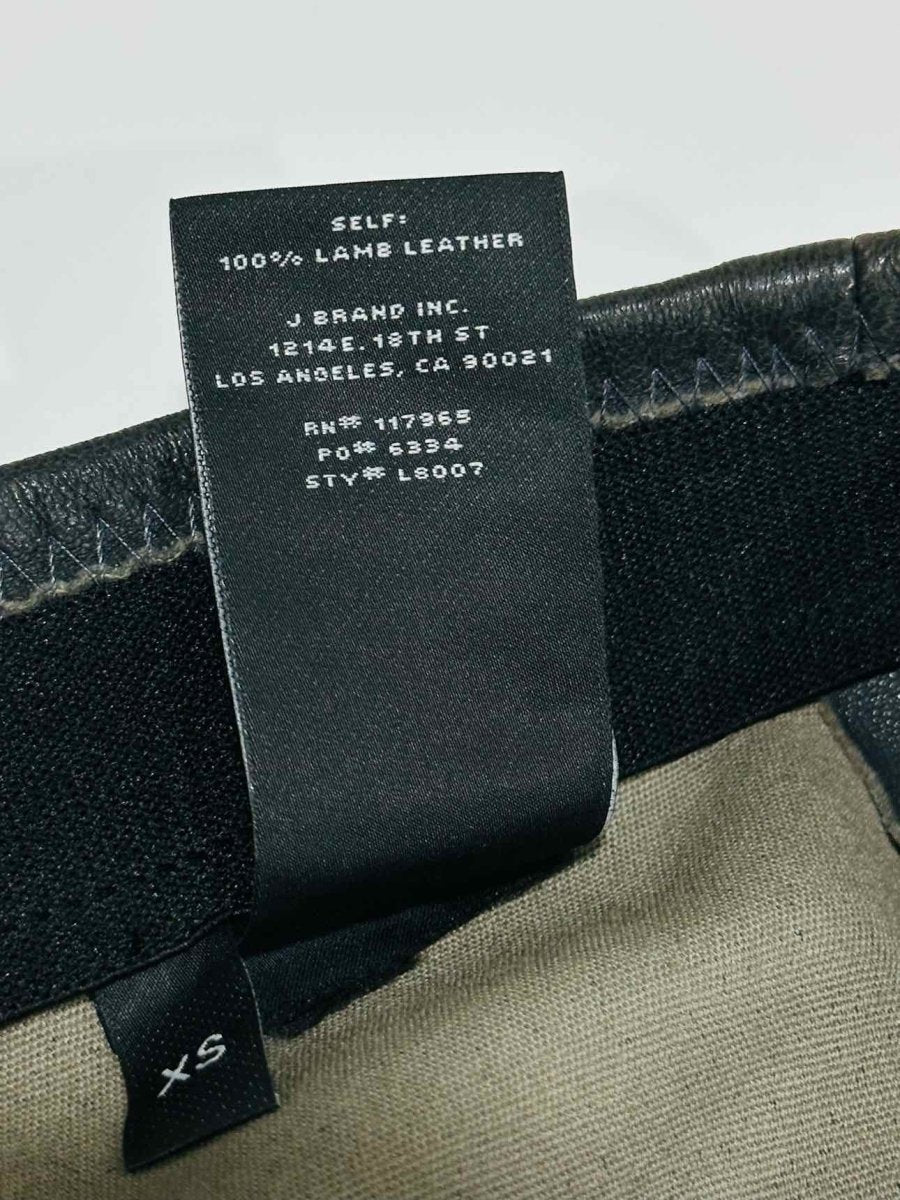 SELF:
100% LAMB LEATHER
J BRAND INC.
1214 E. 18TH ST
LOS ANGELES, CA 90021
RN# 117965
PO# 6334
STY# L8007
XS